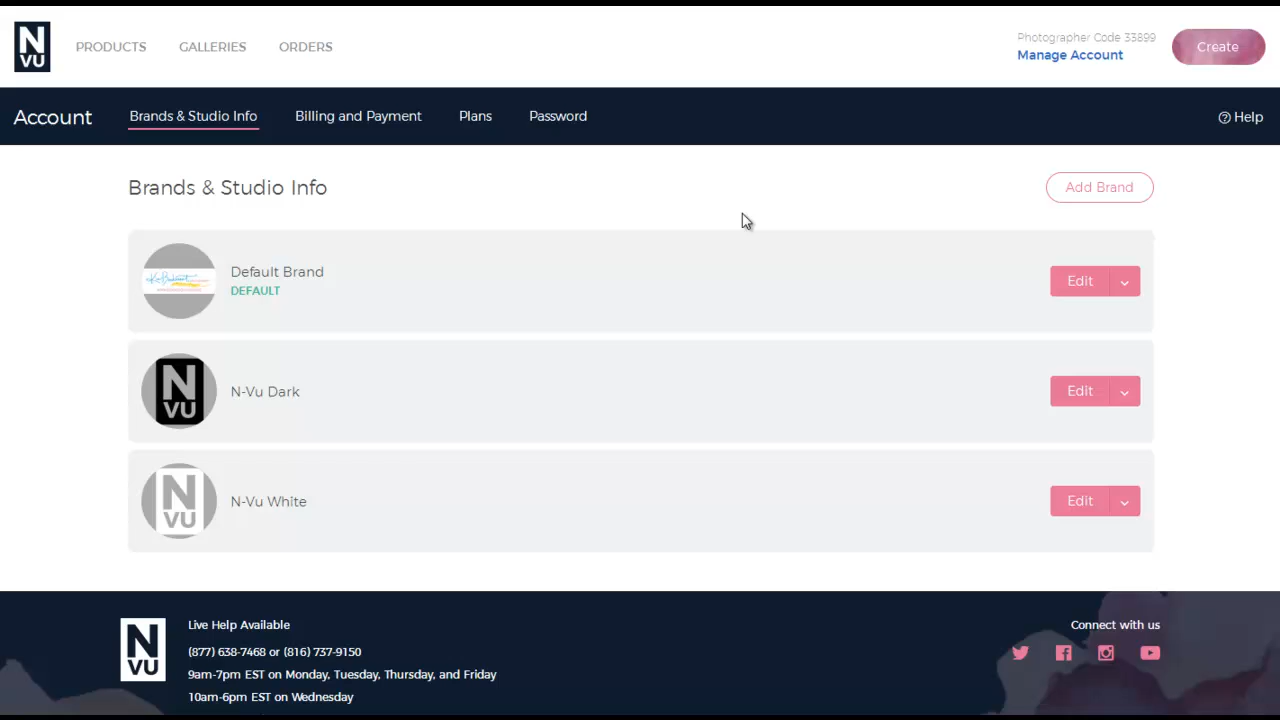 N
VU
PRODUCTS
GALLERIES
ORDERS
Photographer Code 33899
Manage Account
Create
Account
Brands & Studio Info
Billing and Payment
Plans
Password
Help
Brands & Studio Info
Add Brand
Default Brand
DEFAULT
Edit
N
VU
N-Vu Dark
Edit
N
VU
N-Vu White
Edit
N
VU
Live Help Available
(877) 638-7468 or (816) 737-9150
9am-7pm EST on Monday, Tuesday, Thursday, and Friday
10am-6pm EST on Wednesday
Connect with us